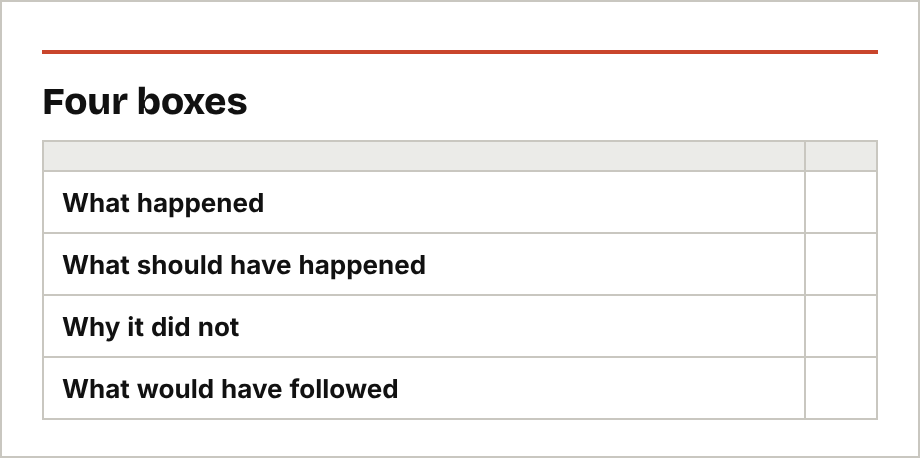 Four boxes
What happened
What should have happened
Why it did not
What would have followed